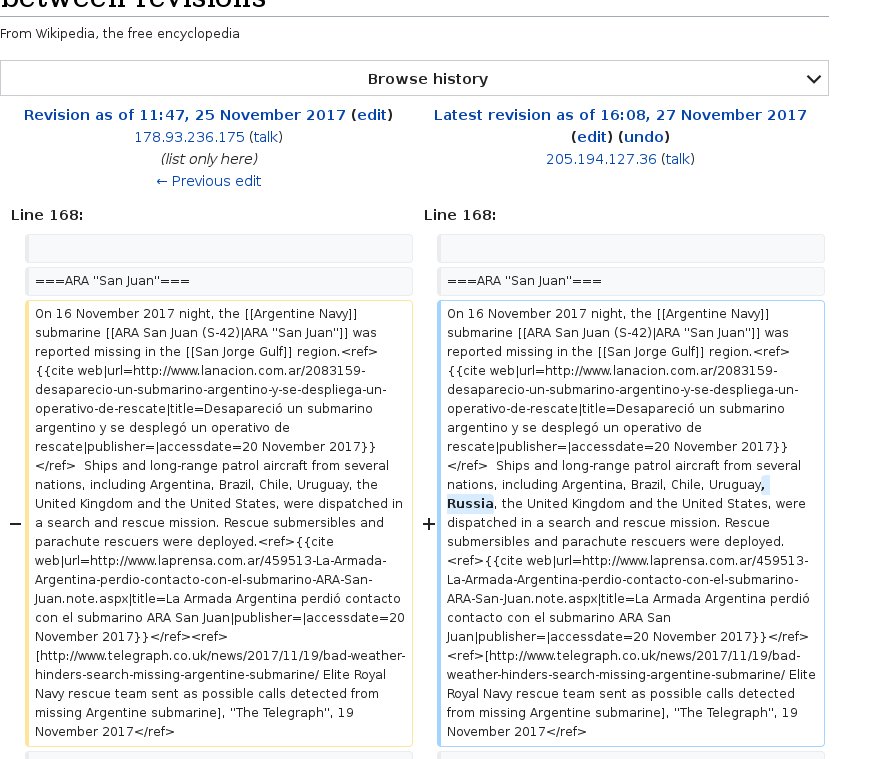 between revisions
From Wikipedia, the free encyclopedia
Browse history
Revision as of 11:47, 25 November 2017 (edit)
178.93.236.175 (talk)
(list only here)
← Previous edit
Latest revision as of 16:08, 27 November 2017
(edit) (undo)
205.194.127.36 (talk)
Line 168:
===ARA "San Juan"===
− On 16 November 2017 night, the [[Argentine Navy]]
submarine [[ARA San Juan (S-42)|ARA "San Juan"]] was
reported missing in the [[San Jorge Gulf]] region.<ref>
{{cite web|url=http://www.lanacion.com.ar/2083159-
desaparecio-un-submarino-argentino-y-se-despliega-un-
operativo-de-rescate|title=Desapareció un submarino
argentino y se desplegó un operativo de
rescate|publisher=|accessdate=20 November 2017}}
</ref>  Ships and long-range patrol aircraft from several
nations, including Argentina, Brazil, Chile, Uruguay, the
United Kingdom and the United States, were dispatched in
a search and rescue mission. Rescue submersibles and
parachute rescuers were deployed.<ref>{{cite
web|url=http://www.laprensa.com.ar/459513-La-Armada-
Argentina-perdio-contacto-con-el-submarino-ARA-San-
Juan.note.aspx|title=La Armada Argentina perdió contacto
con el submarino ARA San Juan|publisher=|accessdate=20
November 2017}}</ref><ref>
[http://www.telegraph.co.uk/news/2017/11/19/bad-weather-
hinders-search-missing-argentine-submarine/ Elite Royal
Navy rescue team sent as possible calls detected from
missing Argentine submarine], "The Telegraph", 19
November 2017</ref>
Line 168:
===ARA "San Juan"===
+ On 16 November 2017 night, the [[Argentine Navy]]
submarine [[ARA San Juan (S-42)|ARA "San Juan"]] was
reported missing in the [[San Jorge Gulf]] region.<ref>
{{cite web|url=http://www.lanacion.com.ar/2083159-
desaparecio-un-submarino-argentino-y-se-despliega-un-
operativo-de-rescate|title=Desapareció un submarino
argentino y se desplegó un operativo de
rescate|publisher=|accessdate=20 November 2017}}
</ref>  Ships and long-range patrol aircraft from several
nations, including Argentina, Brazil, Chile, Uruguay,
Russia, the United Kingdom and the United States, were
dispatched in a search and rescue mission. Rescue
submersibles and parachute rescuers were deployed.
<ref>{{cite web|url=http://www.laprensa.com.ar/459513-
La-Armada-Argentina-perdio-contacto-con-el-submarino-
ARA-San-Juan.note.aspx|title=La Armada Argentina perdió
contacto con el submarino ARA San
Juan|publisher=|accessdate=20 November 2017}}</ref>
<ref>[http://www.telegraph.co.uk/news/2017/11/19/bad-
weather-hinders-search-missing-argentine-submarine/ Elite
Royal Navy rescue team sent as possible calls detected
from missing Argentine submarine], "The Telegraph", 19
November 2017</ref>